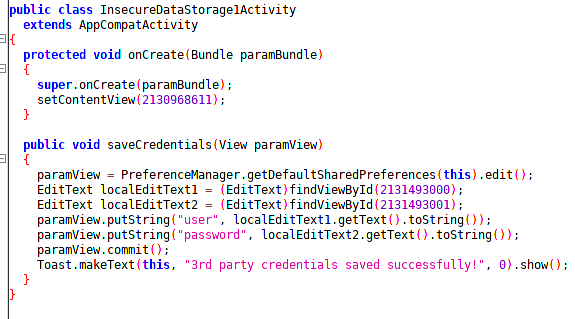 public class InsecureDataStorage1Activity
  extends AppCompatActivity
{
  protected void onCreate(Bundle paramBundle)
  {
    super.onCreate(paramBundle);
    setContentView(2130968611);
  }
  public void saveCredentials(View paramView)
  {
    paramView = PreferenceManager.getDefaultSharedPreferences(this).edit();
    EditText localEditText1 = (EditText)findViewById(2131493000);
    EditText localEditText2 = (EditText)findViewById(2131493001);
    paramView.putString("user", localEditText1.getText().toString());
    paramView.putString("password", localEditText2.getText().toString());
    paramView.commit();
    Toast.makeText(this, "3rd party credentials saved successfully!", 0).show();
  }
}